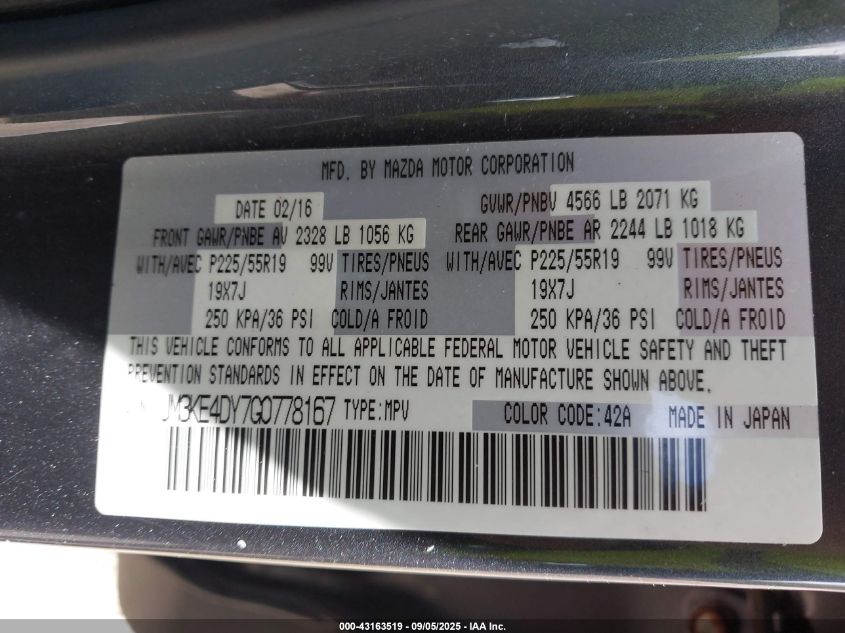 MFD. BY MAZDA MOTOR CORPORATION
DATE 02/16 GVWR/PNBV 4566 LB 2071 KG
FRONT GAWR/PNBE AV 2328 LB 1056 KG REAR GAWR/PNBE AR 2244 LB 1018 KG
WITH/AVEC P225/55R19 99V TIRES/PNEUS WITH/AVEC P225/55R19 99V TIRES/PNEUS
19X7J RIMS/JANTES 19X7J RIMS/JANTES
250 KPA/36 PSI COLD/A FROID 250 KPA/36 PSI COLD/A FROID
THIS VEHICLE CONFORMS TO ALL APPLICABLE FEDERAL MOTOR VEHICLE SAFETY AND THEFT
PREVENTION STANDARDS IN EFFECT ON THE DATE OF MANUFACTURE SHOWN ABOVE.
JM3KE4DY7G0778167 TYPE:MPV COLOR CODE:42A MADE IN JAPAN
000-43163519 - 09/05/2025 - IAA Inc.